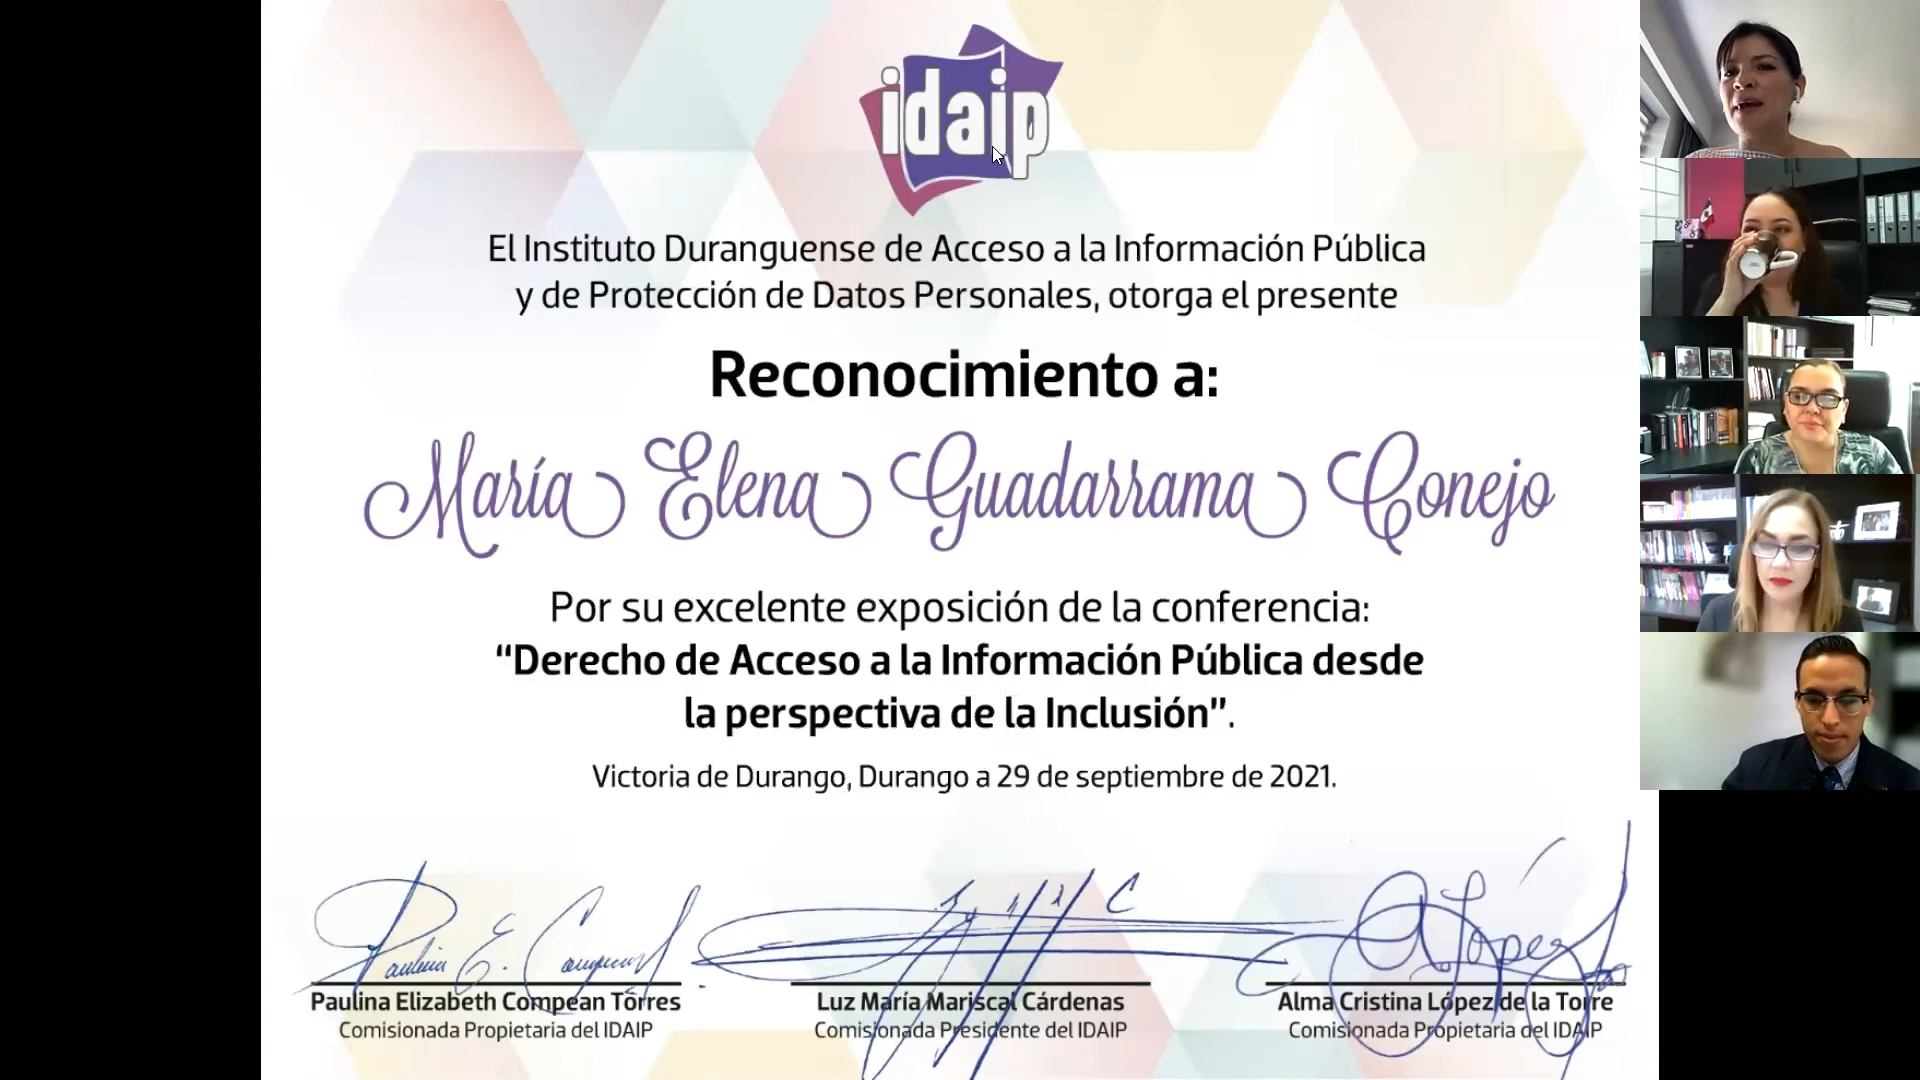 idaip
El Instituto Duranguense de Acceso a la Información Pública
y de Protección de Datos Personales, otorga el presente
Reconocimiento a:
María Elena Guadarrama Conejo
Por su excelente exposición de la conferencia:
“Derecho de Acceso a la Información Pública desde
la perspectiva de la Inclusión”.
Victoria de Durango, Durango a 29 de septiembre de 2021.
Paulina Elizabeth Compeán Torres
Comisionada Propietaria del IDAIP
Luz María Mariscal Cárdenas
Comisionada Presidente del IDAIP
Alma Cristina López de la Torre
Comisionada Propietaria del IDAIP